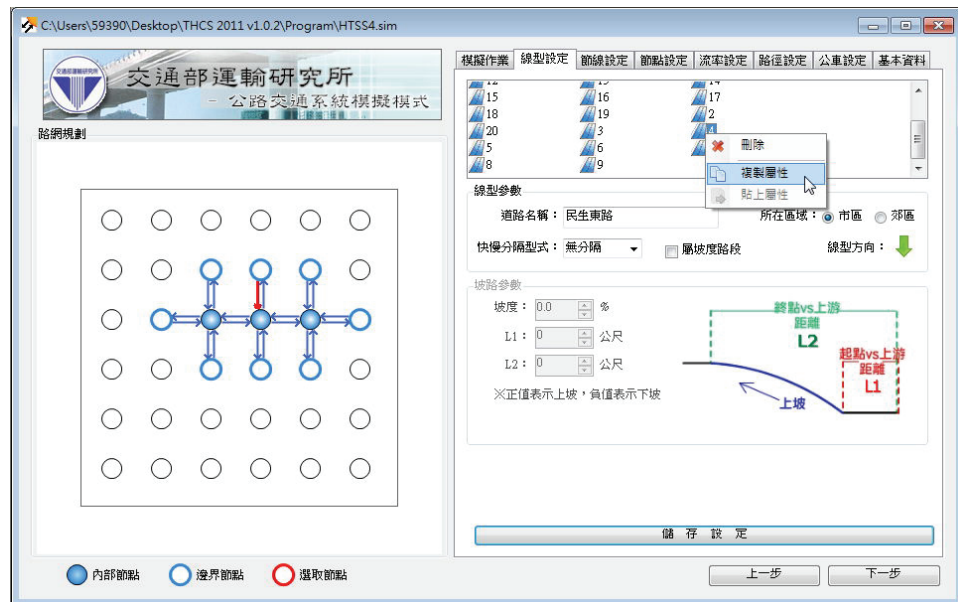 C:\Users\59390\Desktop\THCS 2011 v1.0.2\Program\HTSS4.sim
交通部運輸研究所
- 公路交通系統模擬模式
路網規劃
內部節點
邊界節點
選取節點
模擬作業 線型設定 節線設定 節點設定 流率設定 路徑設定 公車設定 基本資料
15 16 17
18 19 2
20 3 4
5 6
8 9
刪除
複製屬性
貼上屬性
線型參數
道路名稱： 民生東路 所在區域： 市區 郊區
快慢分隔型式： 無分隔 屬坡度路段 線型方向：
坡路參數
坡度： 0.0 %
L1： 0 公尺
L2： 0 公尺
※正值表示上坡，負值表示下坡
終點vs上游
距離
L2
起點vs上游
距離
L1
上坡
儲 存 設 定
上一步 下一步